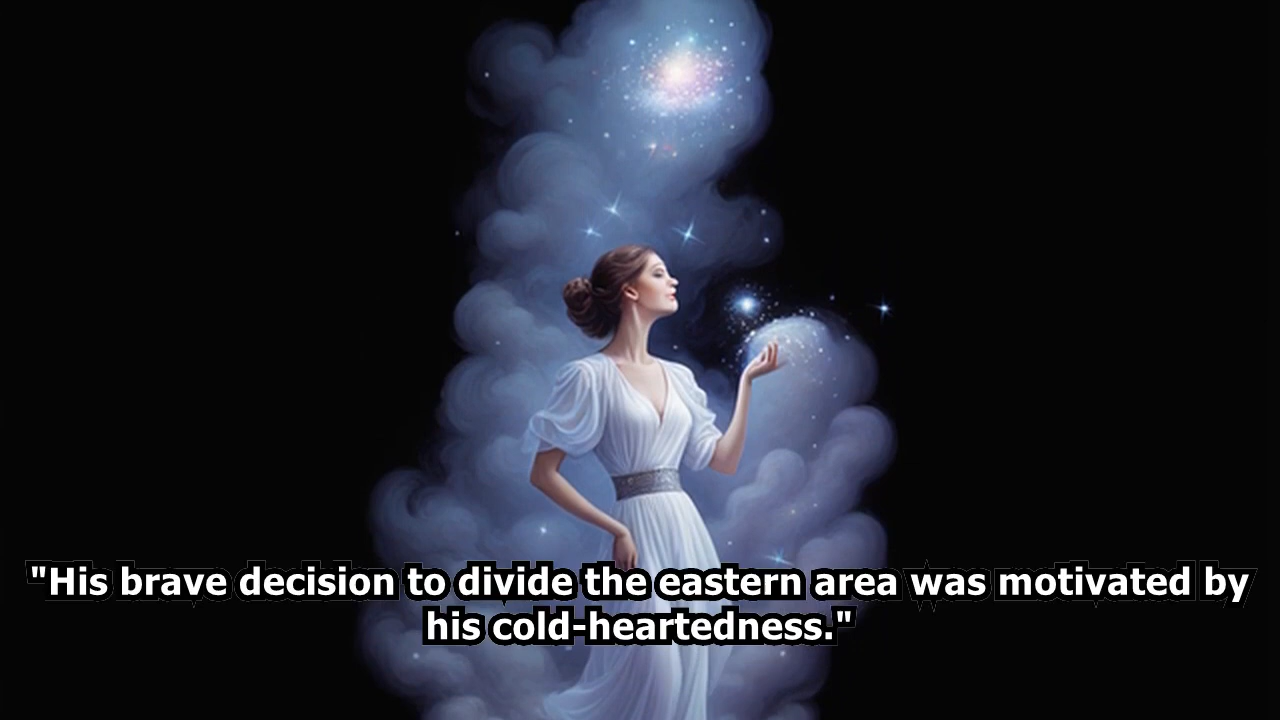 "His brave decision to divide the eastern area was motivated by
his cold-heartedness."